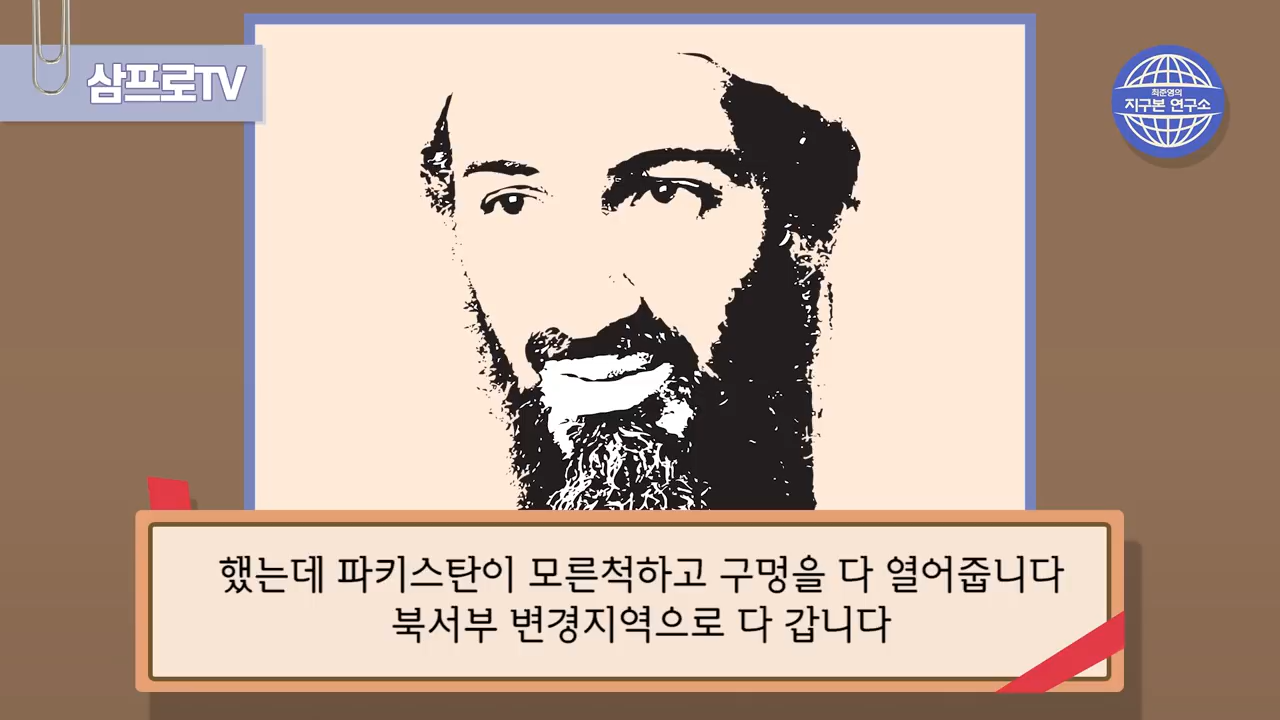 삼프로TV
최준영의
지구본 연구소
했는데 파키스탄이 모른척하고 구멍을 다 열어줍니다
북서부 변경지역으로 다 갑니다